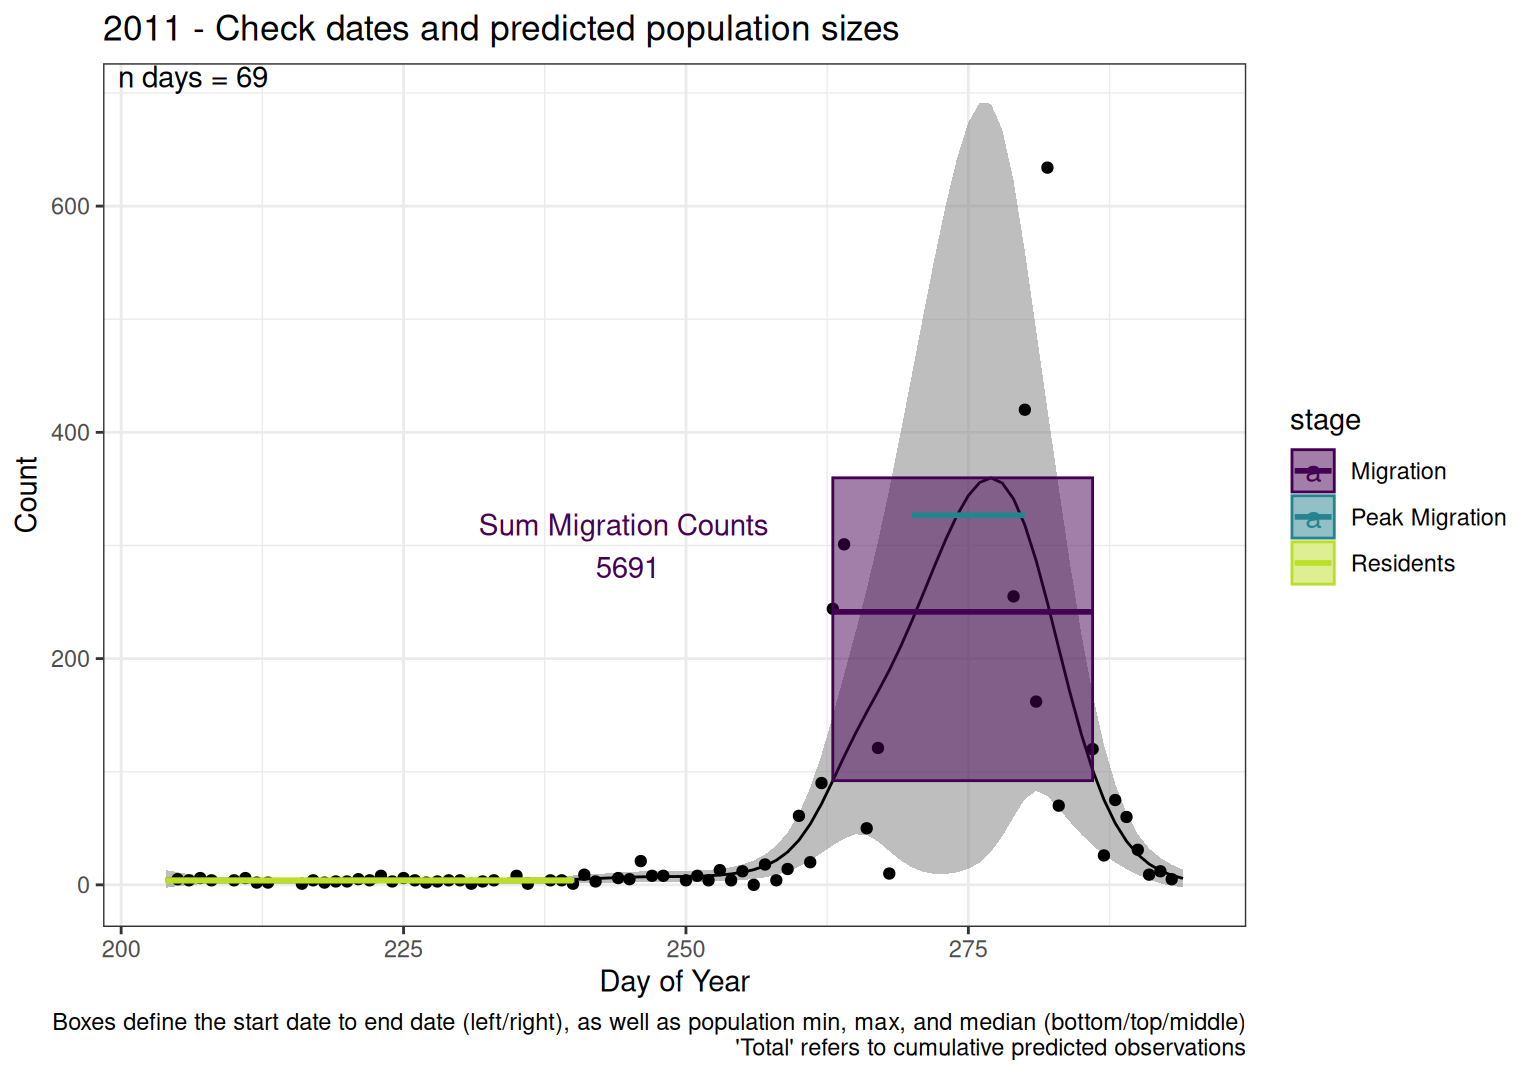 2011 - Check dates and predicted population sizes
n days = 69
600
400
200
0
Count
Sum Migration Counts
5691
200
225
250
275
Day of Year
stage
a Migration
a Peak Migration
Residents
Boxes define the start date to end date (left/right), as well as population min, max, and median (bottom/top/middle)
'Total' refers to cumulative predicted observations